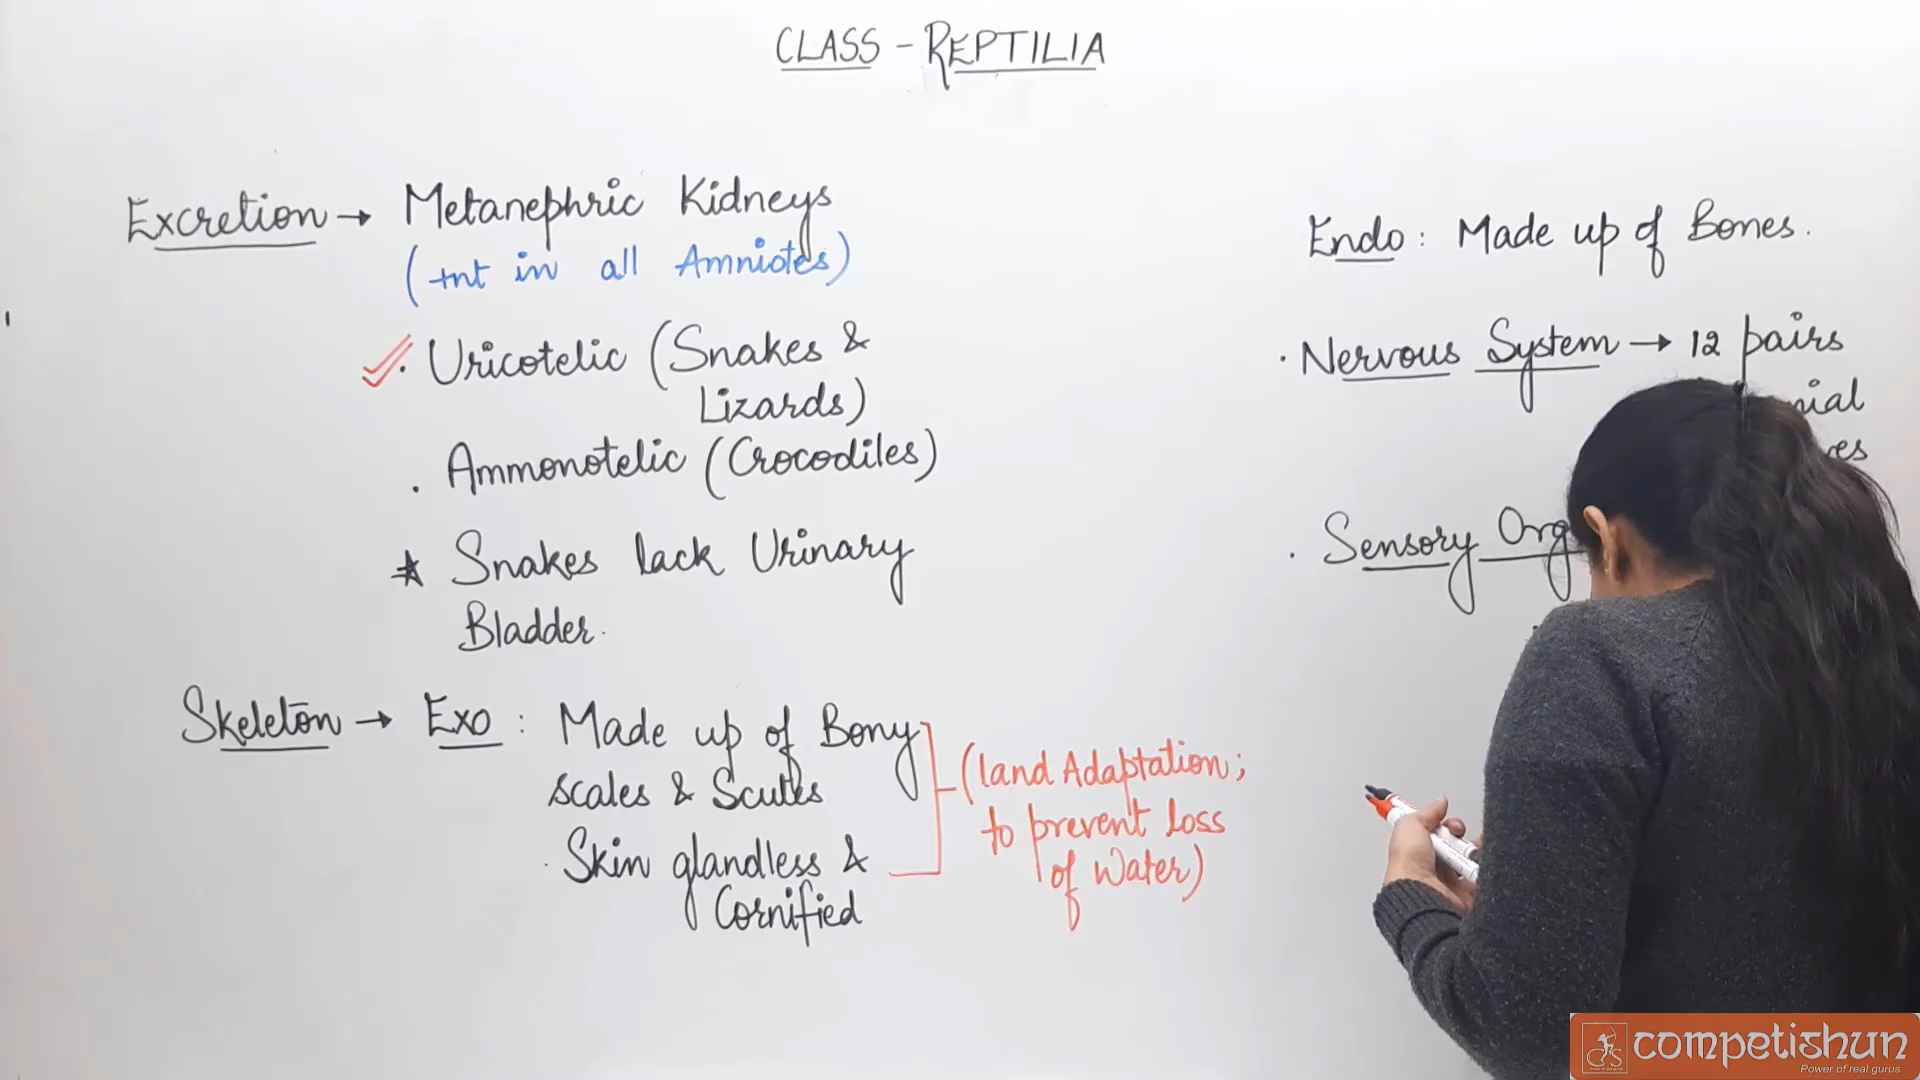 CLASS - REPTILIA
Excretion → Metanephric Kidneys
(+nt in all Amniotes)
. Uricotelic (Snakes &
Lizards)
. Ammonotelic (Crocodiles)
★ Snakes lack Urinary
Bladder.
Skeleton → Exo : Made up of Bony
scales & Scutes
. Skin glandless &
Cornified
(land Adaptation;
to prevent loss
of Water)
Endo : Made up of Bones.
. Nervous System → 12 pairs
. Sensory
competishun
Power of real gurus